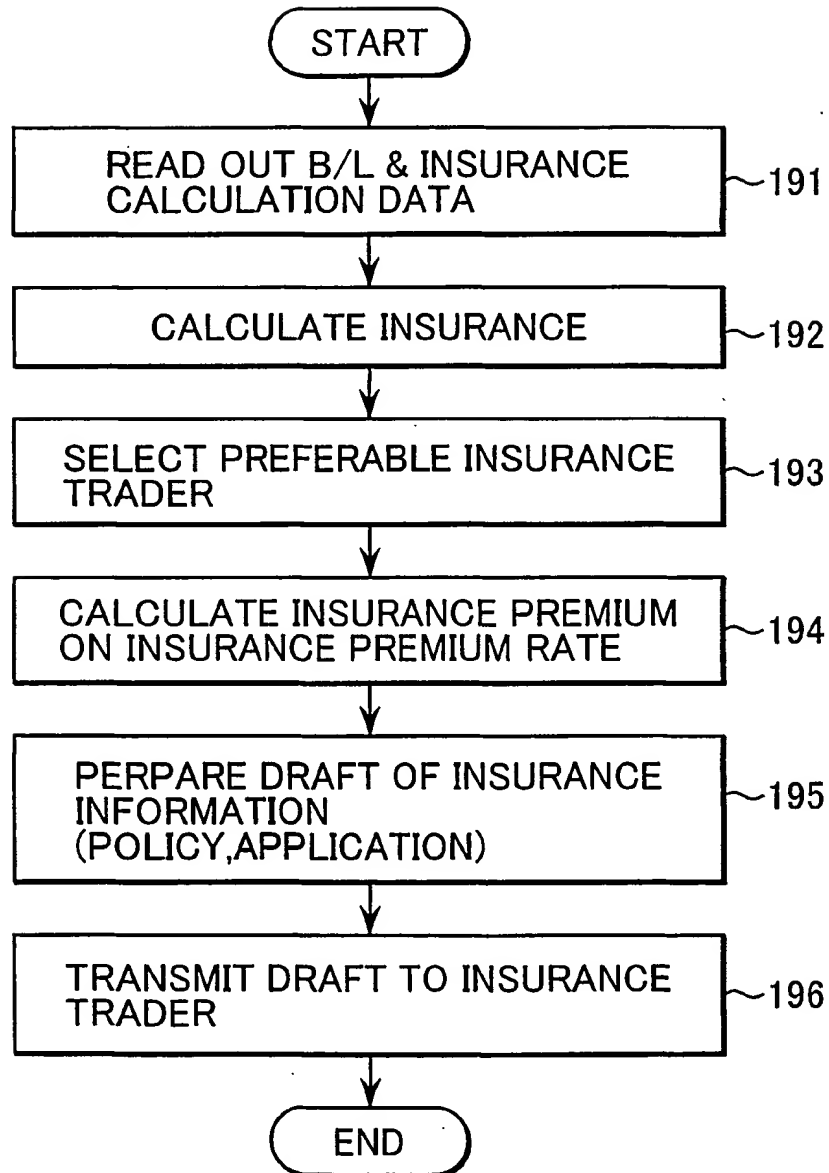 START
READ OUT B/L & INSURANCE
CALCULATION DATA
191
CALCULATE INSURANCE
192
SELECT PREFERABLE INSURANCE
TRADER
193
CALCULATE INSURANCE PREMIUM
ON INSURANCE PREMIUM RATE
194
PERPARE DRAFT OF INSURANCE
INFORMATION
(POLICY,APPLICATION)
195
TRANSMIT DRAFT TO INSURANCE
TRADER
196
END